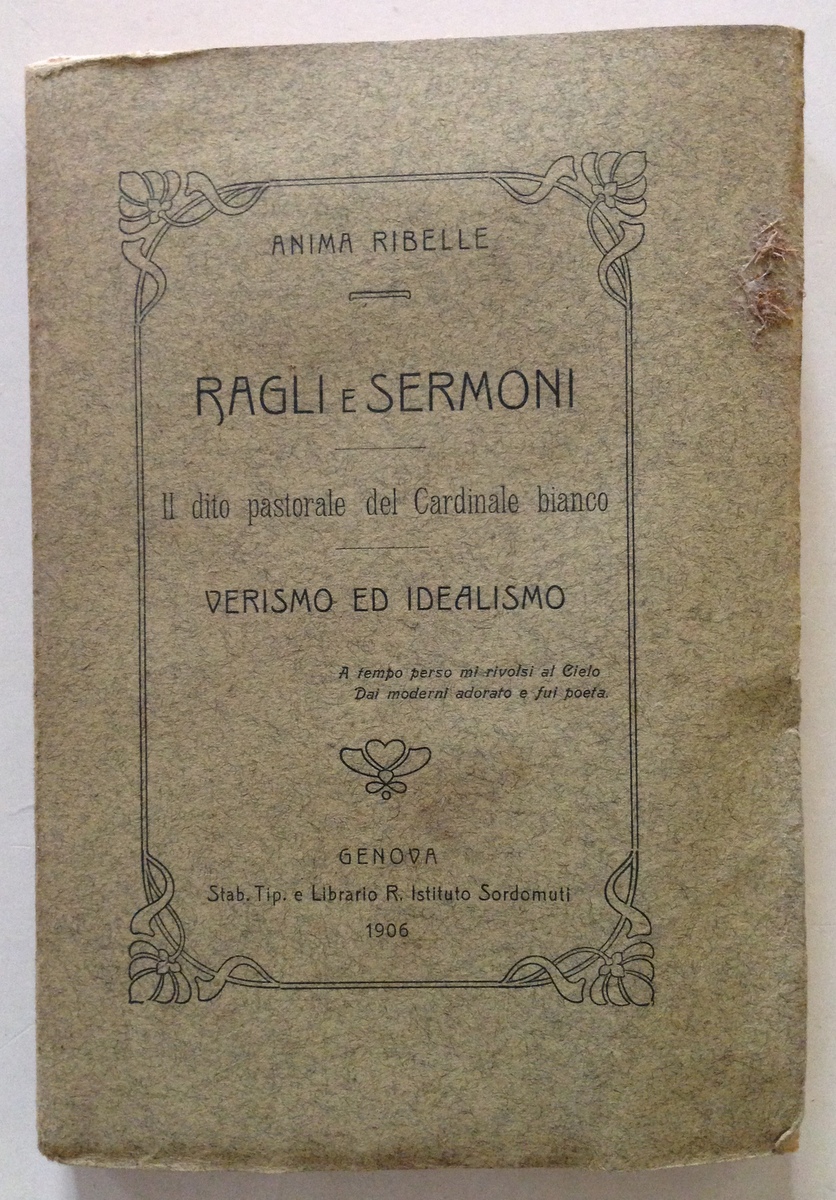 ANIMA RIBELLE
RAGLI E SERMONI
Il dito pastorale del Cardinale bianco
VERISMO ED IDEALISMO
A tempo perso mi rivolsi al Cielo
Dai moderni adorato e fui poeta.
GENOVA
Stab. Tip. e Librario R. Istituto Sordomuti
1906